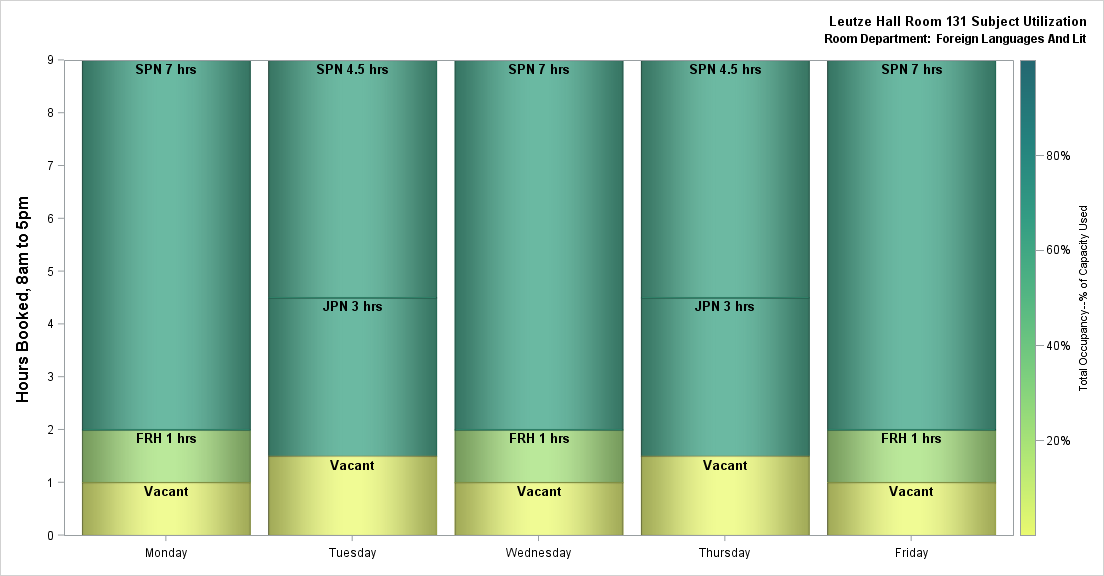 Leutze Hall Room 131 Subject Utilization
Room Department: Foreign Languages And Lit
Hours Booked, 8am to 5pm
9
8
7
6
5
4
3
2
1
0
SPN 7 hrs
FRH 1 hrs
Vacant
SPN 4.5 hrs
JPN 3 hrs
Vacant
SPN 7 hrs
FRH 1 hrs
Vacant
SPN 4.5 hrs
JPN 3 hrs
Vacant
SPN 7 hrs
FRH 1 hrs
Vacant
Monday
Tuesday
Wednesday
Thursday
Friday
80%
60%
40%
20%
Total Occupancy--% of Capacity Used